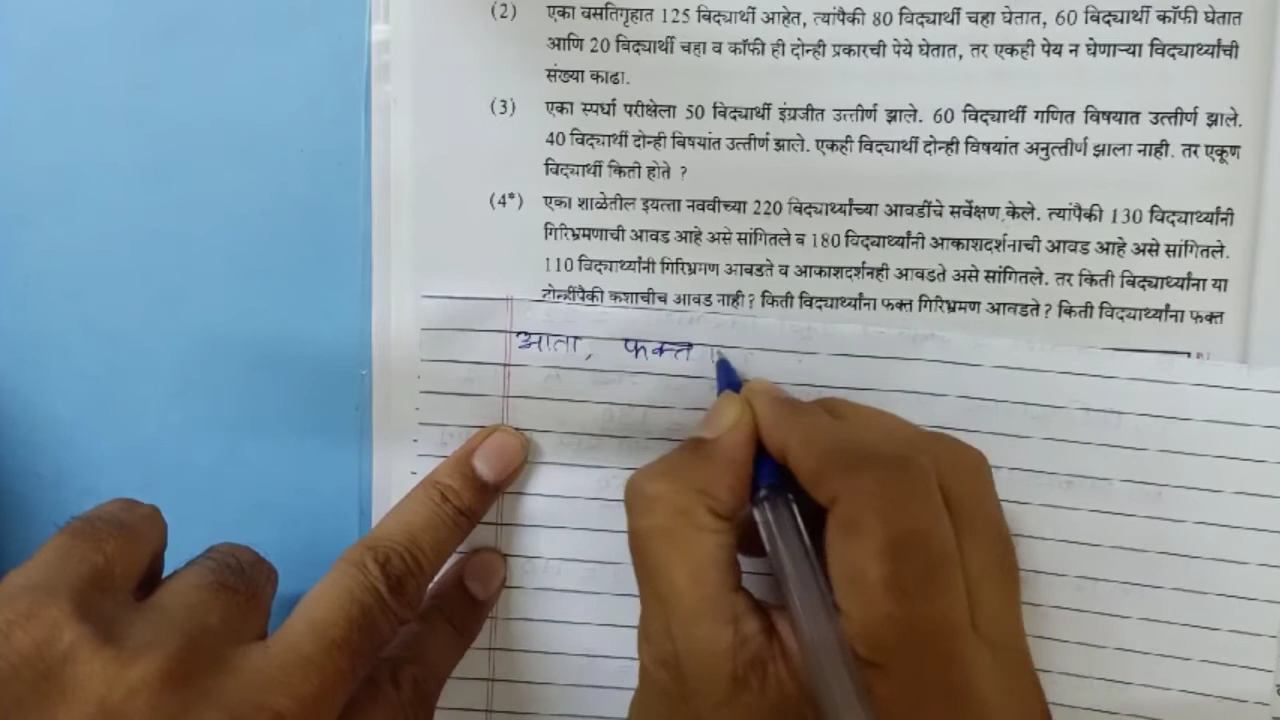 (2) एका वसतिगृहात 125 विद्यार्थी आहेत, त्यांपैकी 80 विद्यार्थी चहा घेतात, 60 विद्यार्थी कॉफी घेतात
आणि 20 विद्यार्थी चहा व कॉफी ही दोन्ही प्रकारची पेये घेतात, तर एकही पेय न घेणाऱ्या विद्यार्थ्यांची
संख्या काढा.
(3) एका स्पर्धा परीक्षेला 50 विद्यार्थी इंग्रजीत उत्तीर्ण झाले. 60 विद्यार्थी गणित विषयात उत्तीर्ण झाले.
40 विद्यार्थी दोन्ही विषयांत उत्तीर्ण झाले. एकही विद्यार्थी दोन्ही विषयांत अनुत्तीर्ण झाला नाही. तर एकूण
विद्यार्थी किती होते ?
(4*) एका शाळेतील इयत्ता नववीच्या 220 विद्यार्थ्यांच्या आवडींचे सर्वेक्षण केले. त्यांपैकी 130 विद्यार्थ्यांनी
गिरिभ्रमणाची आवड आहे असे सांगितले व 180 विद्यार्थ्यांनी आकाशदर्शनाची आवड आहे असे सांगितले.
110 विद्यार्थ्यांनी गिरिभ्रमण आवडते व आकाशदर्शनही आवडते असे सांगितले. तर किती विद्यार्थ्यांना या
दोन्हींपैकी कशाचीच आवड नाही ? किती विद्यार्थ्यांना फक्त गिरिभ्रमण आवडते ? किती विद्यार्थ्यांना फक्त
आता, फक्त